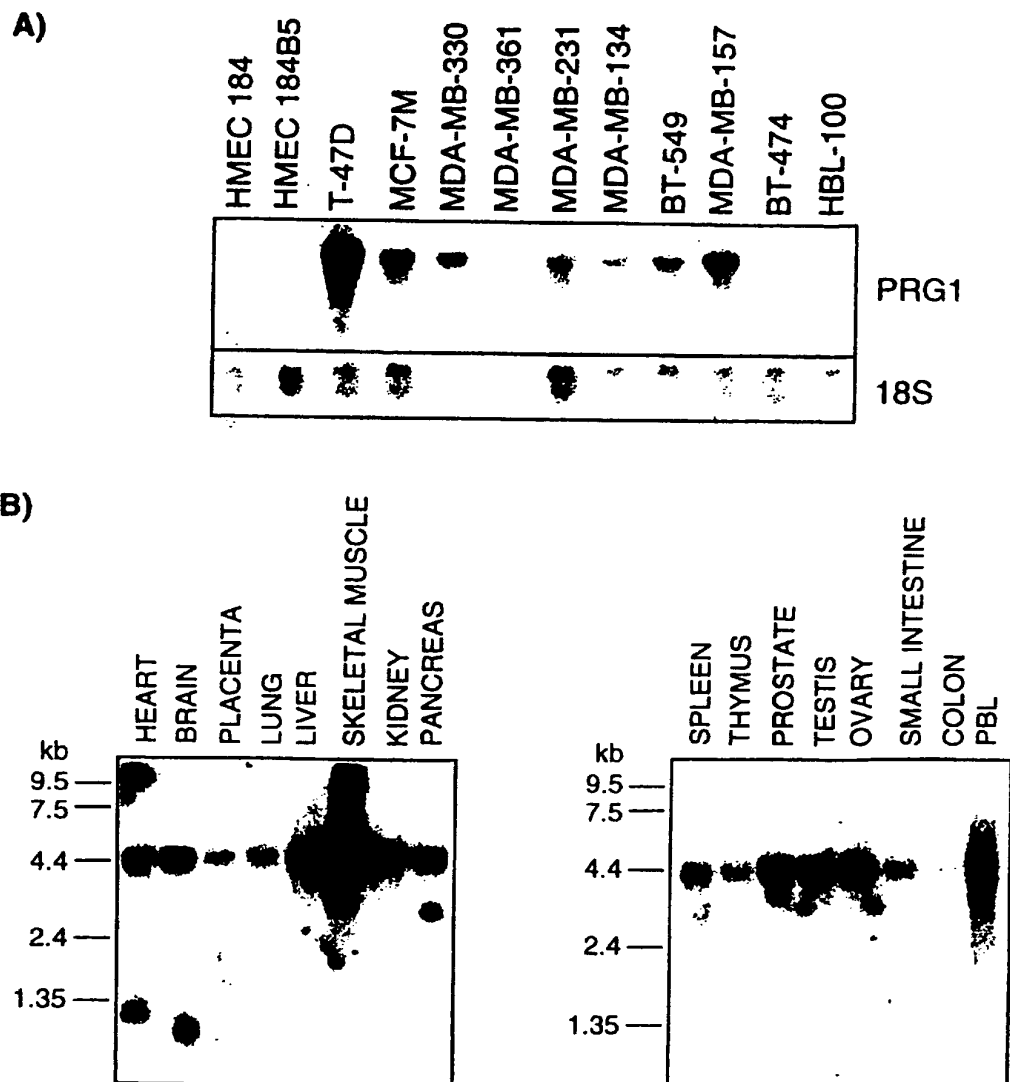 A)
HMEC 184
HMEC 184B5
T-47D
MCF-7M
MDA-MB-330
MDA-MB-361
MDA-MB-231
MDA-MB-134
BT-549
MDA-MB-157
BT-474
HBL-100
PRG1
18S
B)
HEART
BRAIN
PLACENTA
LUNG
LIVER
SKELETAL MUSCLE
KIDNEY
PANCREAS
kb
9.5
7.5
4.4
2.4
1.35
SPLEEN
THYMUS
PROSTATE
TESTIS
OVARY
SMALL INTESTINE
COLON
PBL
kb
9.5
7.5
4.4
2.4
1.35